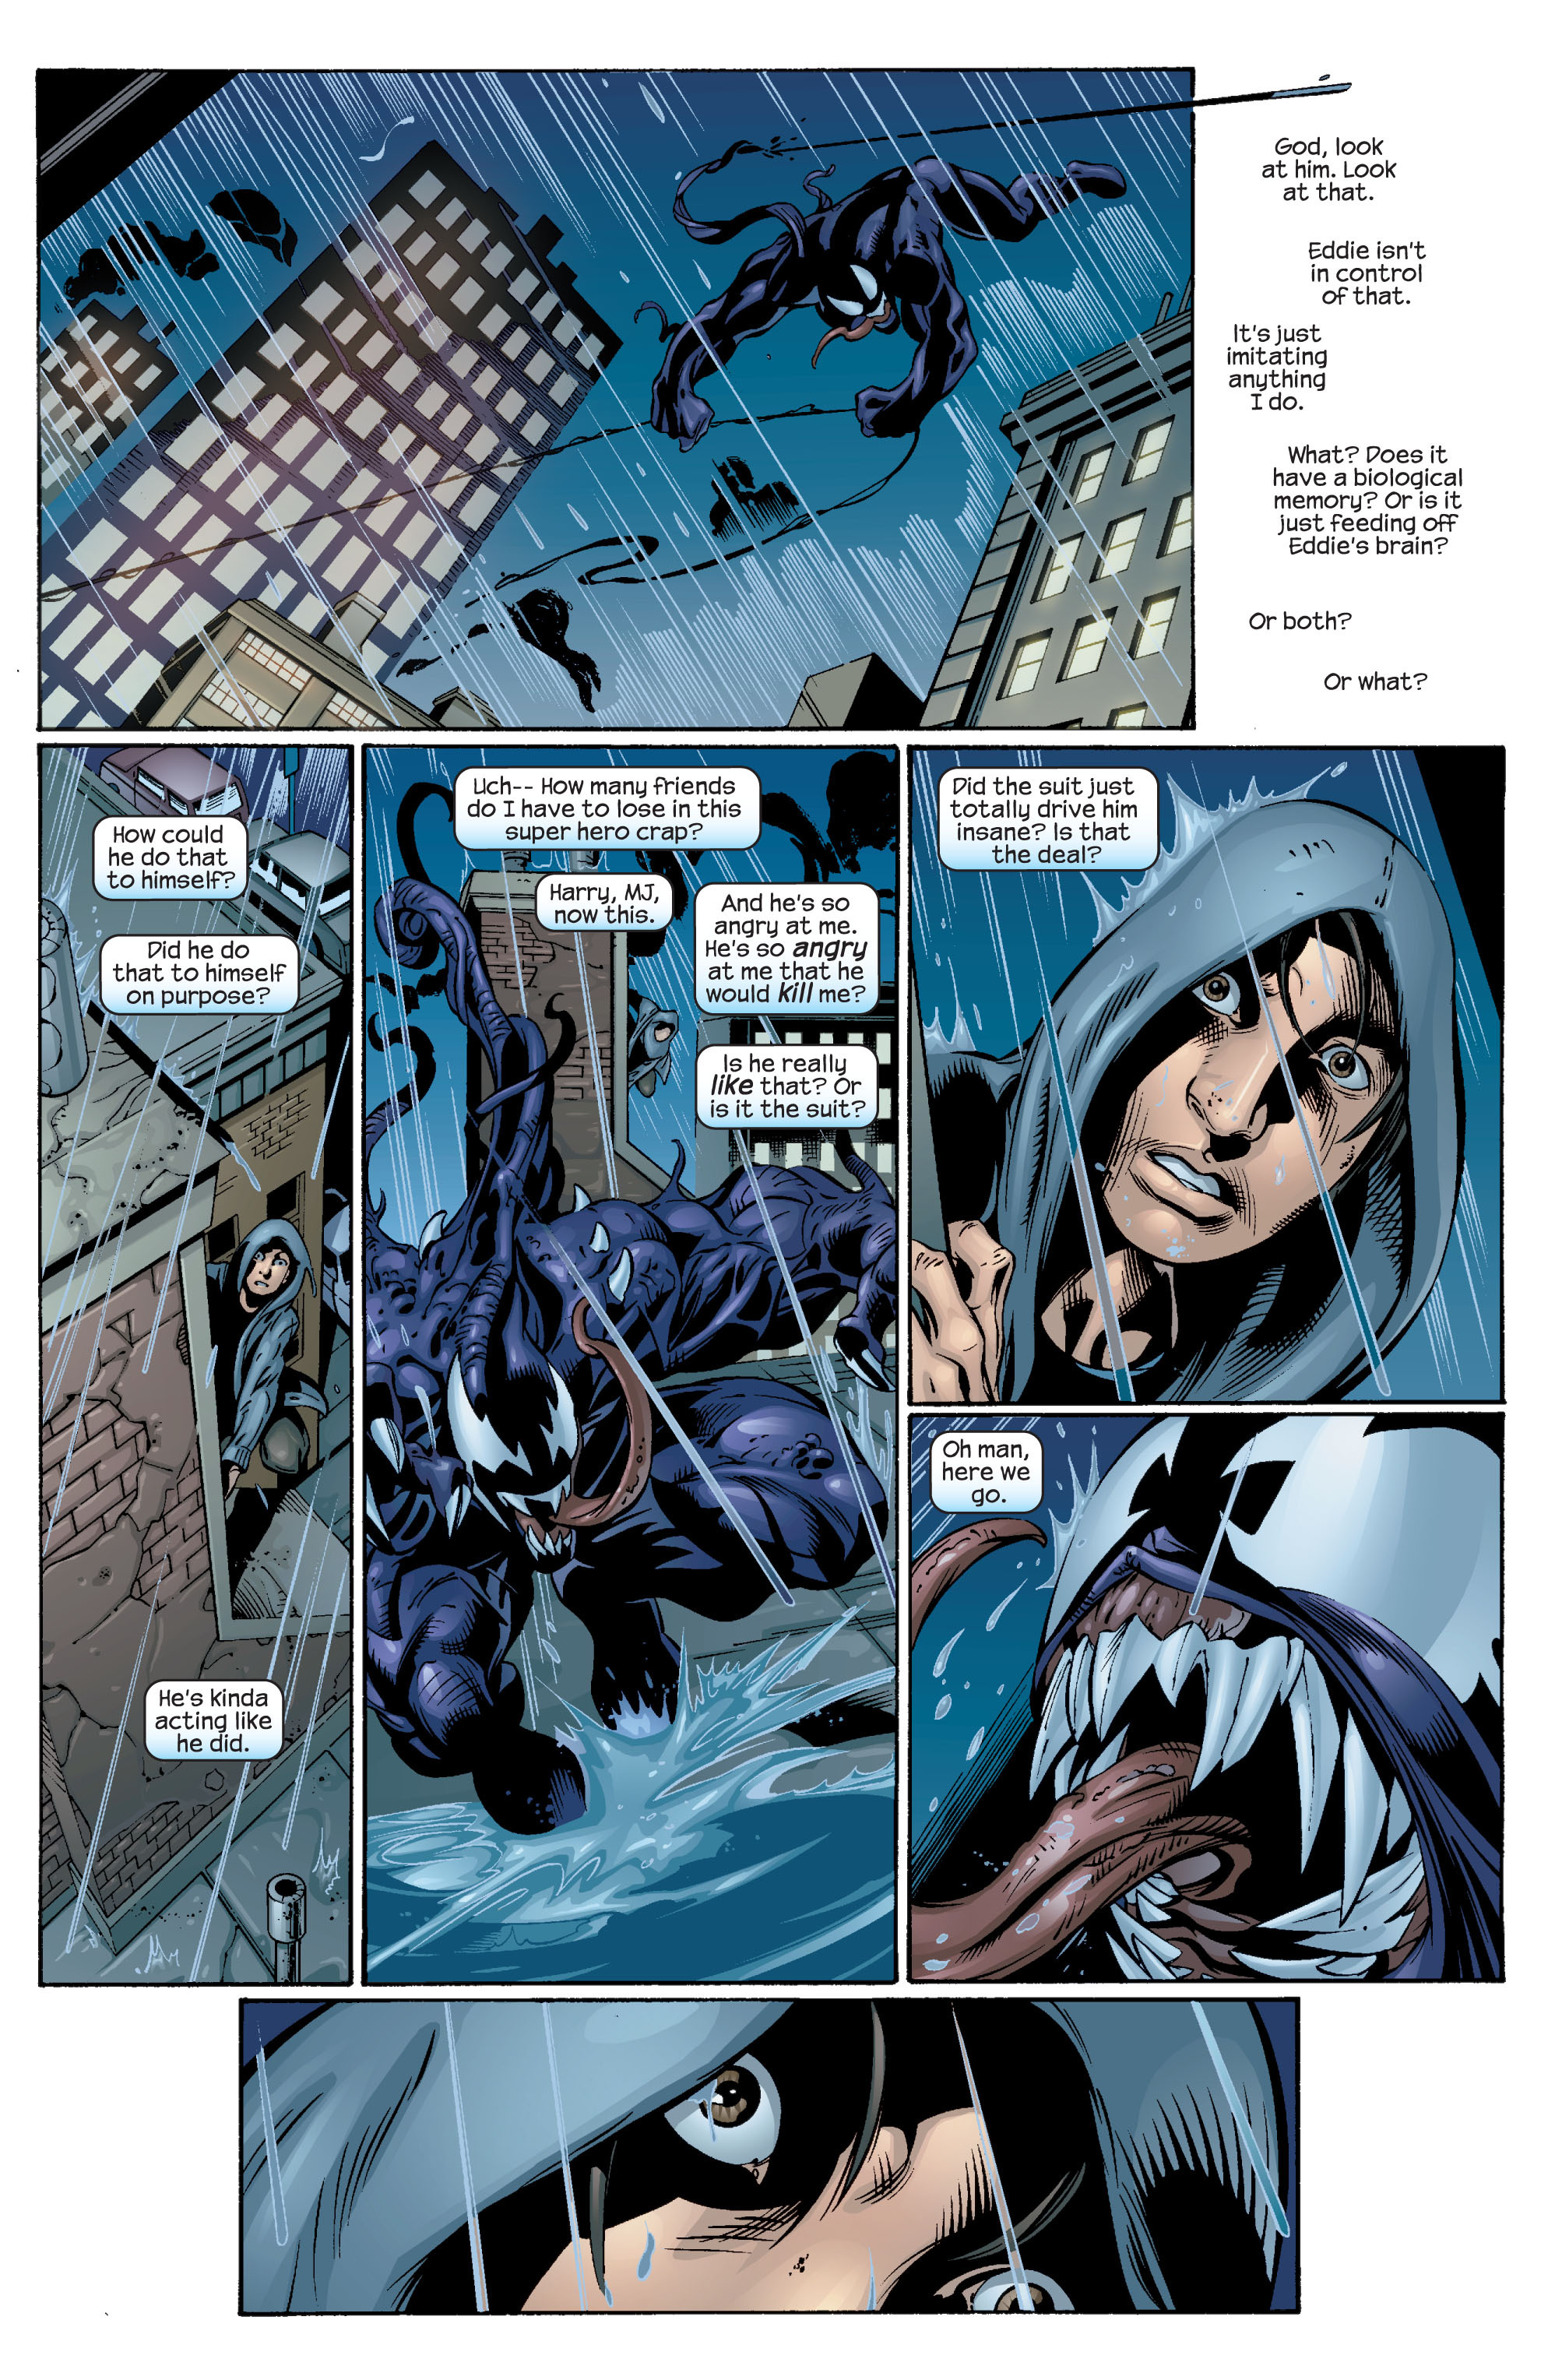 God, look
at him. Look
at that.
Eddie isn't
in control
of that.
It's just
imitating
anything
I do.
What? Does it
have a biological
memory? Or is it
just feeding off
Eddie's brain?
Or both?
Or what?
How could
he do that
to himself?
Did he do
that to himself
on purpose?
He's kinda
acting like
he did.
Uch-- How many friends
do I have to lose in this
super hero crap?
Harry, MJ,
now this.
And he's so
angry at me.
He's so angry
at me that he
would kill me?
Is he really
like that? Or
is it the suit?
Did the suit just
totally drive him
insane? Is that
the deal?
Oh man,
here we
go.